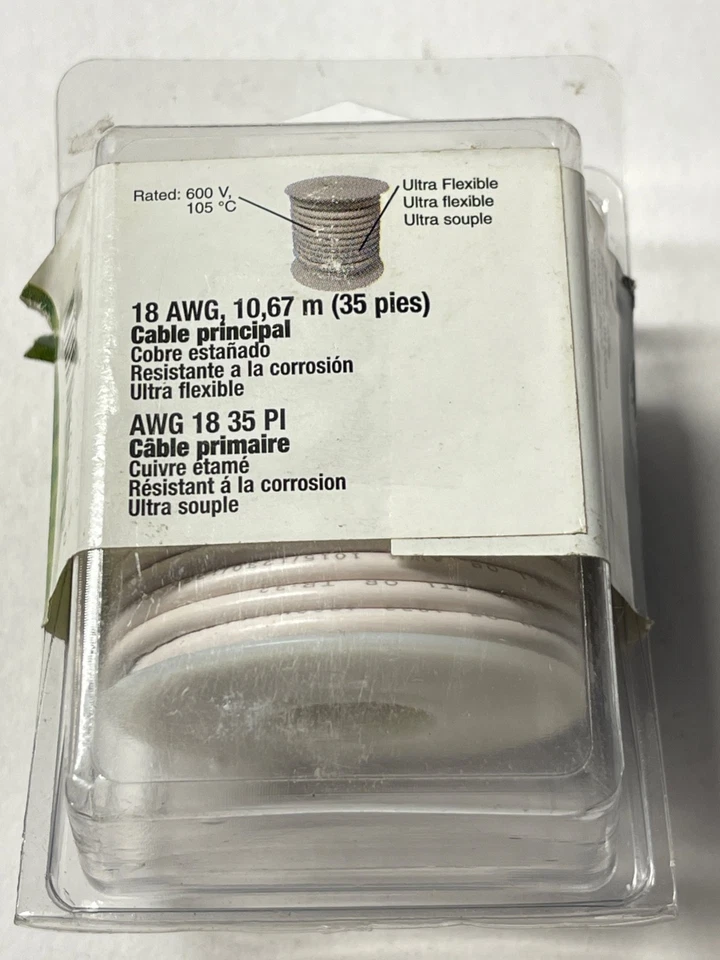 Rated: 600 V,
105 °C
Ultra Flexible
Ultra flexible
Ultra souple
18 AWG, 10,67 m (35 pies)
Cable principal
Cobre estañado
Resistante a la corrosión
Ultra flexible
AWG 18 35 PI
Câble primaire
Cuivre étamé
Résistant á la corrosion
Ultra souple